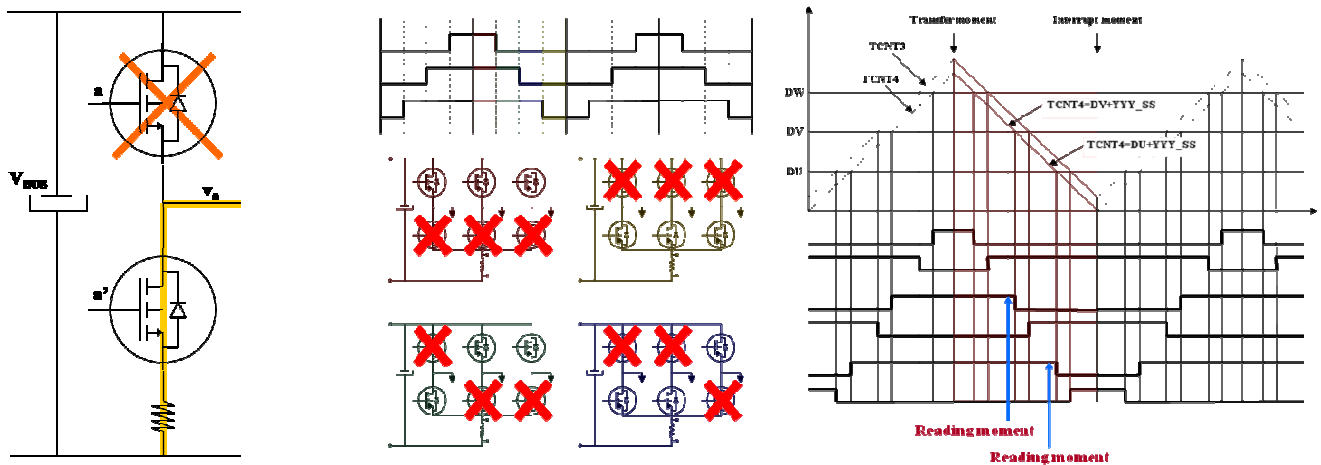 a
V_BUS
v_a
a'
Transfer moment
Interrupt moment
TCNT3
TCNT4
DW
TCNT4=DV+YYY_SS
DV
TCNT4=DU+YYY_SS
DU
Reading moment
Reading moment